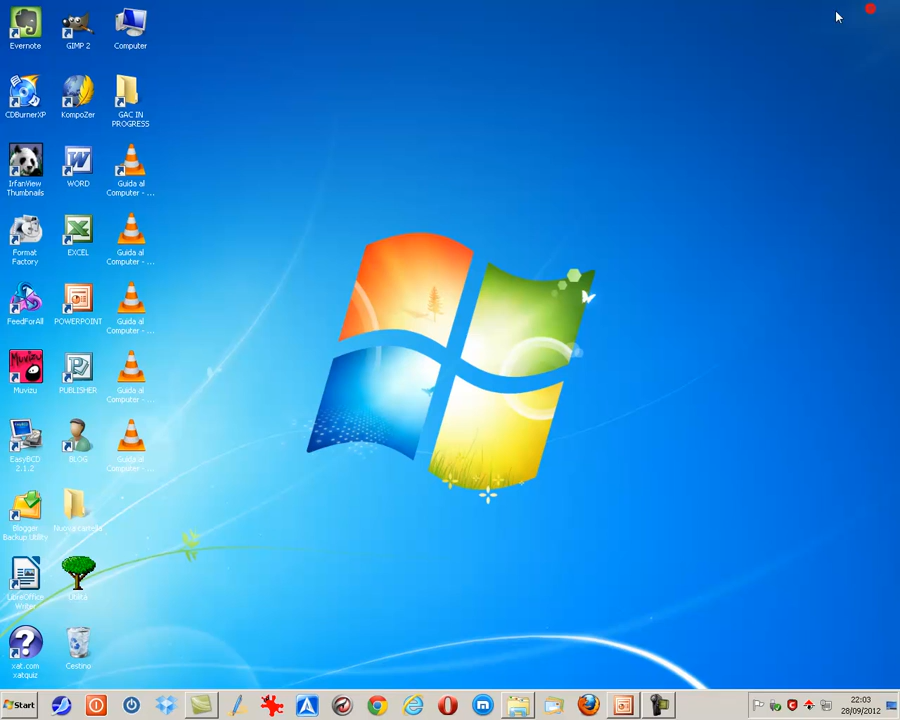 Evernote
GIMP 2
Computer
CDBurnerXP
KompoZer
GAC IN
PROGRESS
IrfanView
Thumbnails
WORD
Guida al
Computer - ...
Format
Factory
EXCEL
Guida al
Computer - ...
FeedForAll
POWERPOINT
Guida al
Computer - ...
Muvizu
Muvizu
PUBLISHER
Guida al
Computer - ...
EasyBCD
2.1.2
BLOG
Guida al
Computer - ...
Blogger
Backup Utility
Nuova cartella
LibreOffice
Writer
Utilità
xat.com
xatquiz
Cestino
Start
22:03
28/09/2012